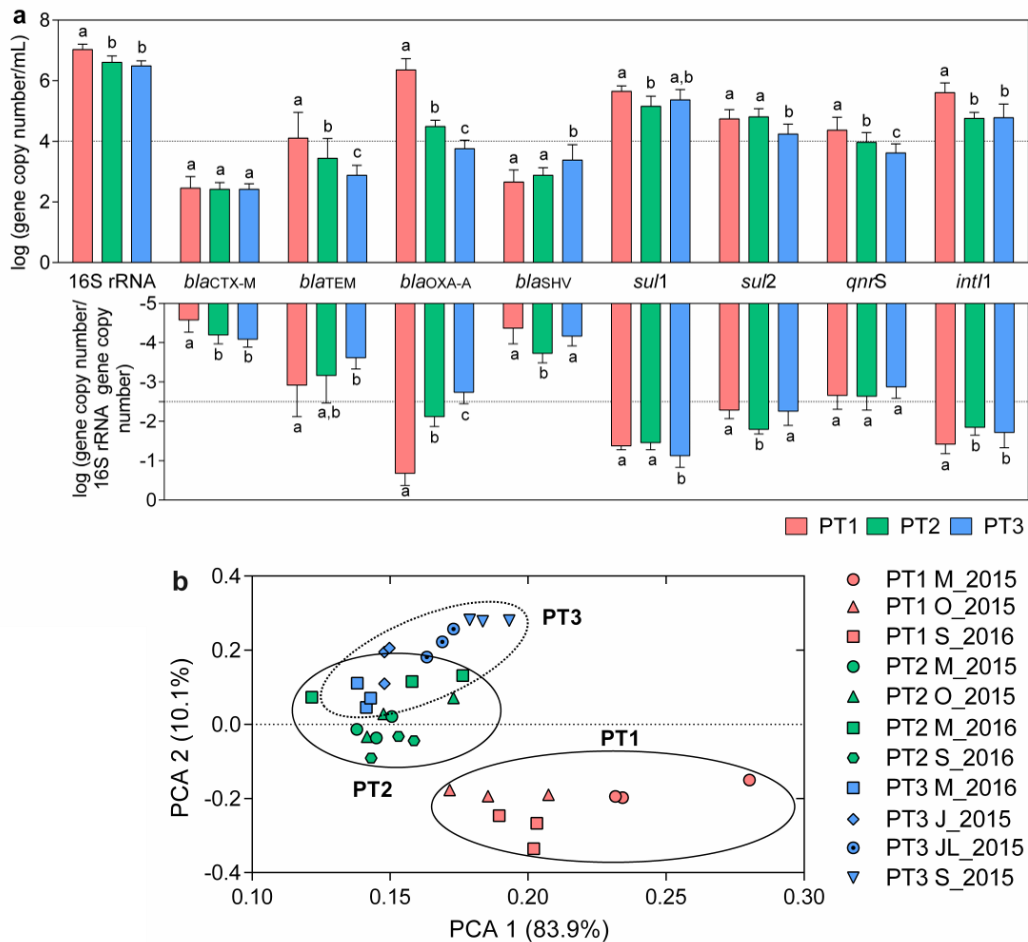 a
log (gene copy number/mL)
8
6
4
2
0
a b b
a a a
a b c
a b c
a a b
a b a,b
a a b
a b c
a b b
16S rRNA blaCTX-M blaTEM blaOXA-A blaSHV sul1 sul2 qnrS intI1
log (gene copy number/
16S rRNA gene copy
number)
-5
-4
-3
-2
-1
0
a b b
a a,b b
a b c
a b a
a a b
a b a
a a a
a b b
PT1 PT2 PT3
b
PCA 2 (10.1%)
0.4
0.2
0.0
-0.2
-0.4
PT3
PT2
PT1
0.10 0.15 0.20 0.25 0.30
PCA 1 (83.9%)
PT1 M_2015
PT1 O_2015
PT1 S_2016
PT2 M_2015
PT2 O_2015
PT2 M_2016
PT2 S_2016
PT3 M_2016
PT3 J_2015
PT3 JL_2015
PT3 S_2015